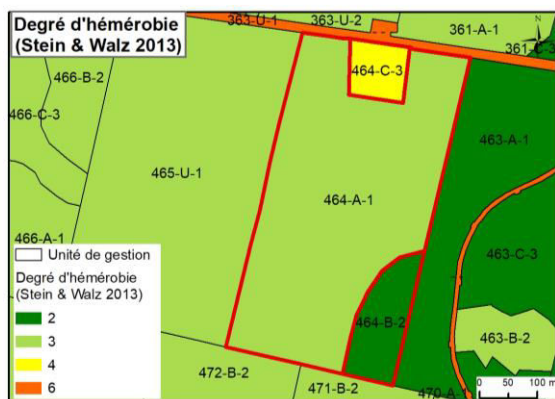 Degré d'hémérobie
(Stein & Walz 2013)
363-U-1
363-U-2
361-A-1
361-C-3
N
466-B-2
464-C-3
466-C-3
463-A-1
465-U-1
464-A-1
466-A-1
463-C-3
Unité de gestion
Degré d'hémérobie
(Stein & Walz 2013)
2
3
4
6
464-B-2
463-B-2
472-B-2
471-B-2
470-A-1
0 50 100 m